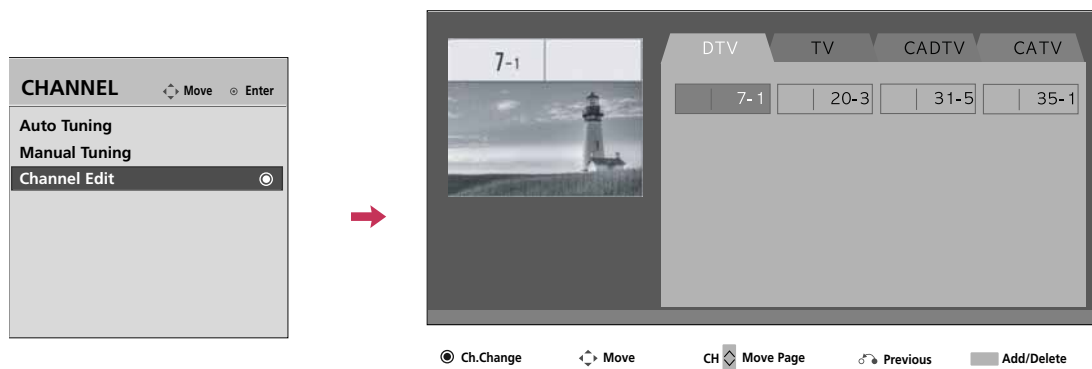 CHANNEL Move Enter
Auto Tuning
Manual Tuning
Channel Edit
7-1
DTV TV CADTV CATV
7-1 20-3 31-5 35-1
Ch.Change Move CH Move Page Previous Add/Delete